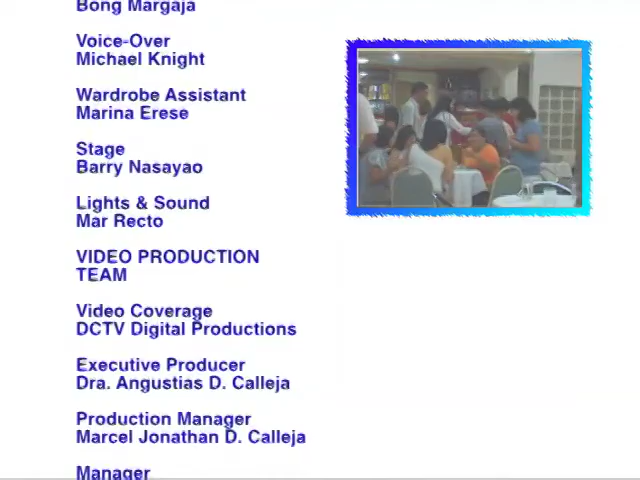 Bong Margaja
Voice-Over
Michael Knight
Wardrobe Assistant
Marina Erese
Stage
Barry Nasayao
Lights & Sound
Mar Recto
VIDEO PRODUCTION
TEAM
Video Coverage
DCTV Digital Productions
Executive Producer
Dra. Angustias D. Calleja
Production Manager
Marcel Jonathan D. Calleja
Manager